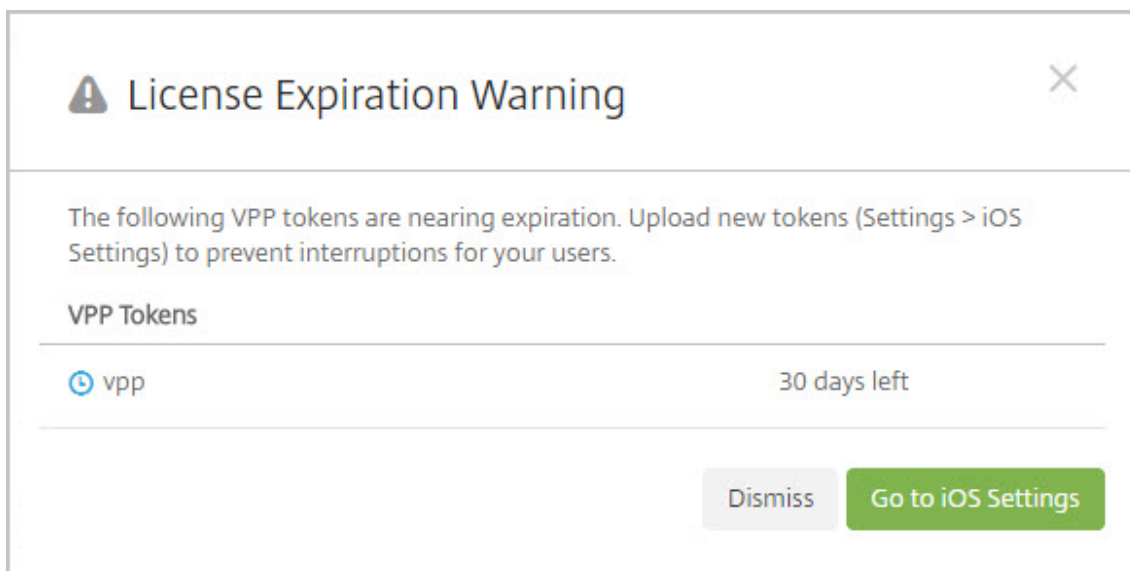 License Expiration Warning
The following VPP tokens are nearing expiration. Upload new tokens (Settings > iOS
Settings) to prevent interruptions for your users.
VPP Tokens
vpp 30 days left
Dismiss Go to iOS Settings